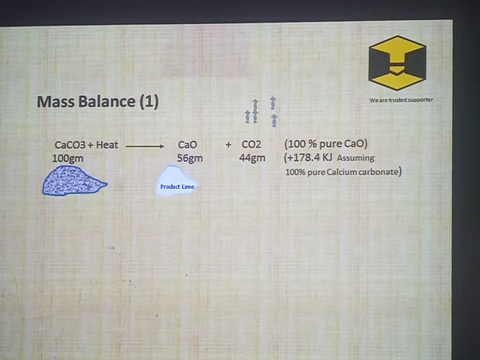 We are trusted supporter
Mass Balance (1)
CaCO3 + Heat → CaO + CO2 (100 % pure CaO)
100gm 56gm 44gm (+178.4 KJ Assuming
100% pure Calcium carbonate)
Product Lime